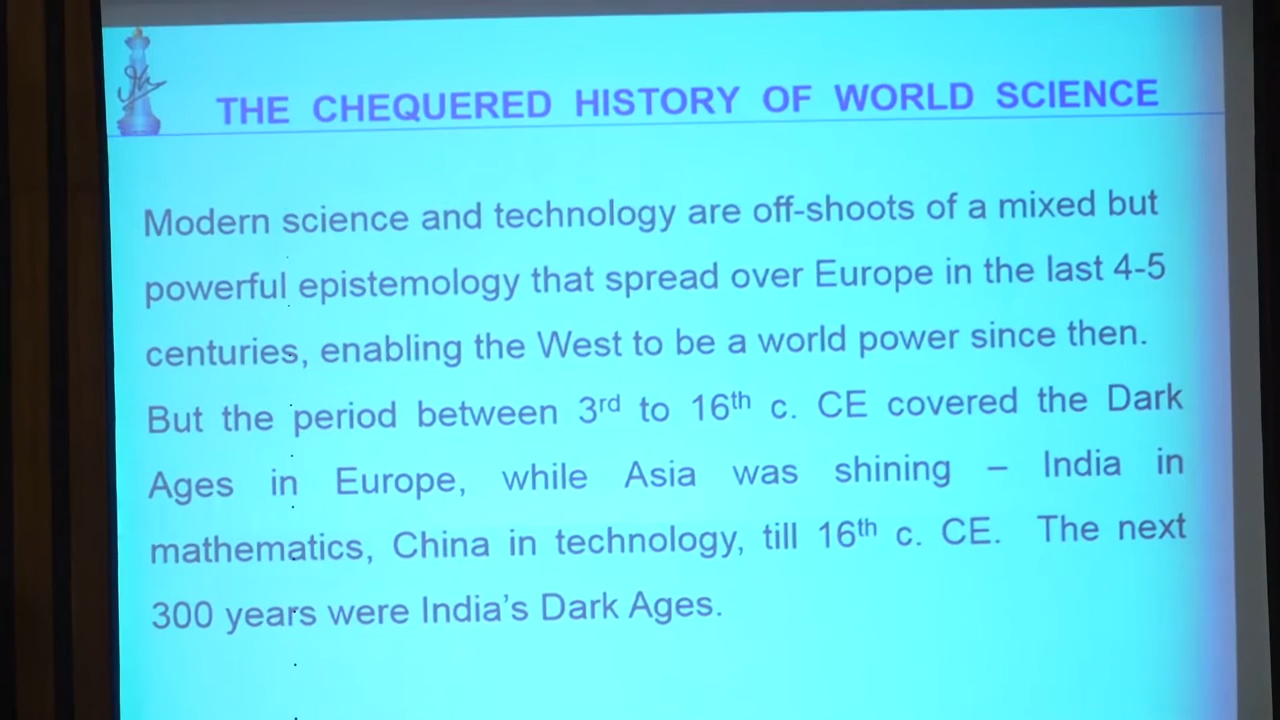 THE CHEQUERED HISTORY OF WORLD SCIENCE
Modern science and technology are off-shoots of a mixed but
powerful epistemology that spread over Europe in the last 4-5
centuries, enabling the West to be a world power since then.
But the period between 3rd to 16th c. CE covered the Dark
Ages in Europe, while Asia was shining – India in
mathematics, China in technology, till 16th c. CE. The next
300 years were India's Dark Ages.